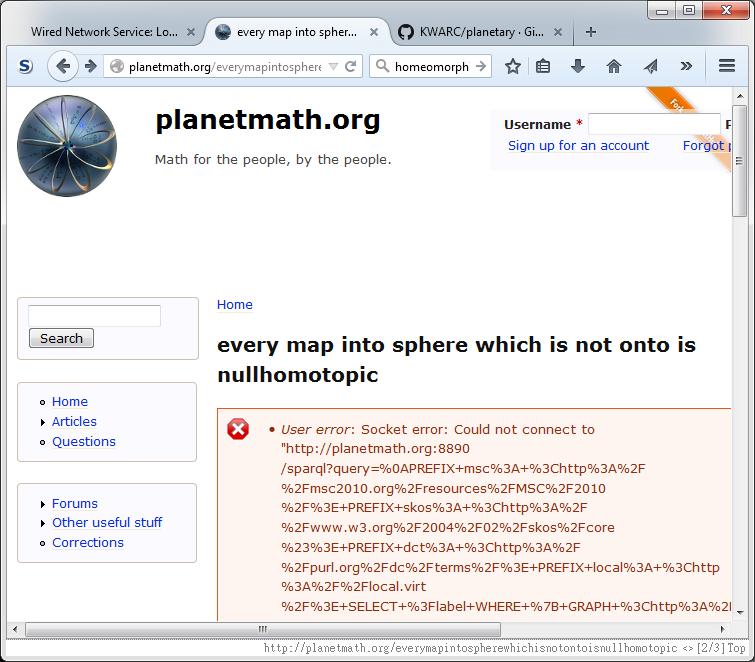 Wired Network Service: Lo...
every map into spher...
KWARC/planetary · Gi...
S
planetmath.org/everymapintosphere
homeomorph
planetmath.org
Math for the people, by the people.
Username *
Sign up for an account
Forgot p
Fork
Search
Home
Articles
Questions
Forums
Other useful stuff
Corrections
Home
every map into sphere which is not onto is
nullhomotopic
User error: Socket error: Could not connect to
"http://planetmath.org:8890
/sparql?query=%0APREFIX+msc%3A+%3Chttp%3A%2F
%2Fmsc2010.org%2Fresources%2FMSC%2F2010
%2F%3E+PREFIX+skos%3A+%3Chttp%3A%2F
%2Fwww.w3.org%2F2004%2F02%2Fskos%2Fcore
%23%3E+PREFIX+dct%3A+%3Chttp%3A%2F
%2Fpurl.org%2Fdc%2Fterms%2F%3E+PREFIX+local%3A+%3Chttp
%3A%2F%2Flocal.virt
%2F%3E+SELECT+%3Flabel+WHERE+%7B+GRAPH+%3Chttp%3A%2
http://planetmath.org/everymapintospherewhichisnotontoisnullhomotopic <> [2/3] Top